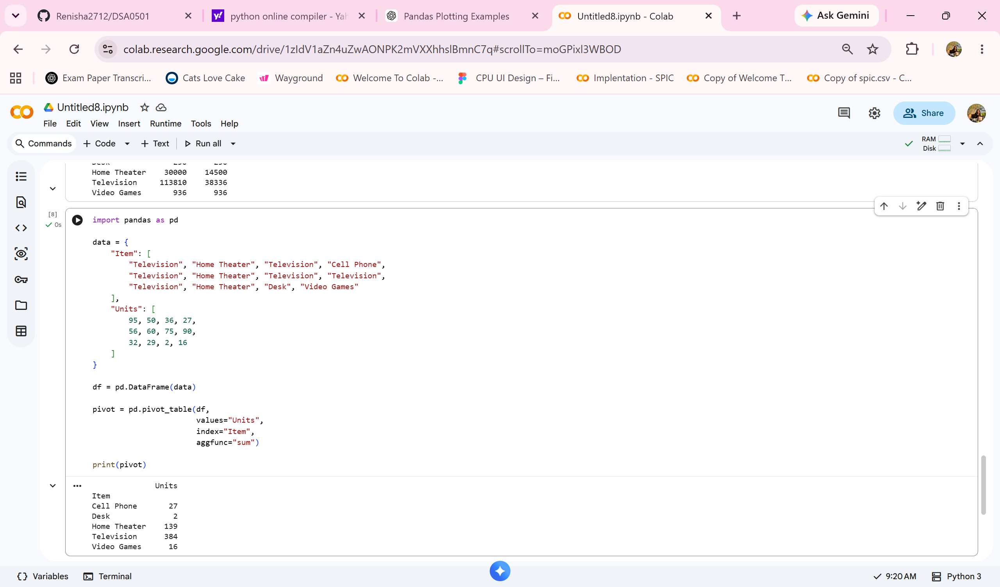 Renisha2712/DSA0501
python online compiler - Yah
Pandas Plotting Examples
Untitled8.ipynb - Colab
Ask Gemini
colab.research.google.com/drive/1zIdV1aZn4uZwAONPK2mVXXhhslBmnC7q#scrollTo=moGPixl3WBOD
Exam Paper Transcri...
Cats Love Cake
Wayground
Welcome To Colab -...
CPU UI Design – Fi...
Implentation - SPIC
Copy of Welcome T...
Copy of spic.csv - C...
Untitled8.ipynb
File Edit View Insert Runtime Tools Help
Share
Commands + Code + Text Run all
RAM
Disk
Home Theater 30000 14500
Television 113810 38336
Video Games 936 936
[8]
0s
import pandas as pd
data = {
"Item": [
"Television", "Home Theater", "Television", "Cell Phone",
"Television", "Home Theater", "Television", "Television",
"Television", "Home Theater", "Desk", "Video Games"
],
"Units": [
95, 50, 36, 27,
56, 60, 75, 90,
32, 29, 2, 16
]
}
df = pd.DataFrame(data)
pivot = pd.pivot_table(df,
values="Units",
index="Item",
aggfunc="sum")
print(pivot)
Units
Item
Cell Phone 27
Desk 2
Home Theater 139
Television 384
Video Games 16
Variables
Terminal
9:20 AM
Python 3